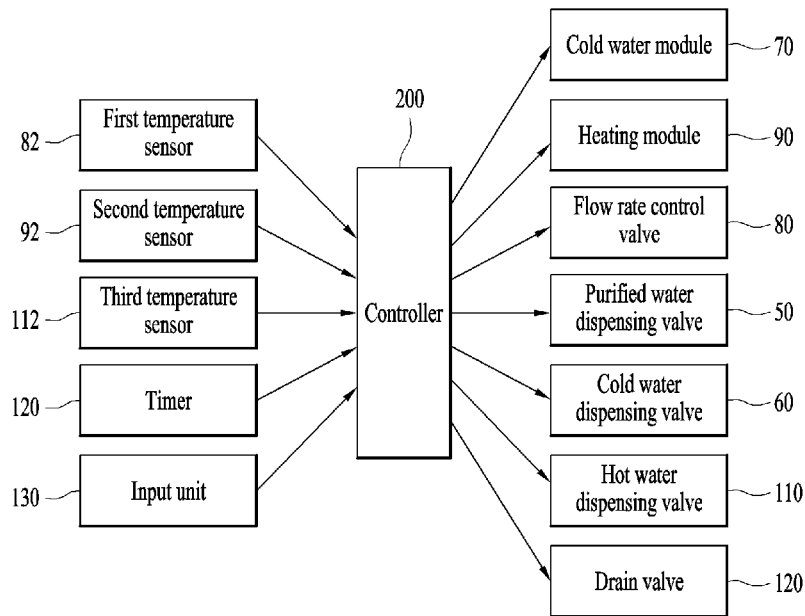 200
82
First temperature
sensor
92
Second temperature
sensor
112
Third temperature
sensor
120
Timer
130
Input unit
Controller
Cold water module
70
Heating module
90
Flow rate control
valve
80
Purified water
dispensing valve
50
Cold water
dispensing valve
60
Hot water
dispensing valve
110
Drain valve
120